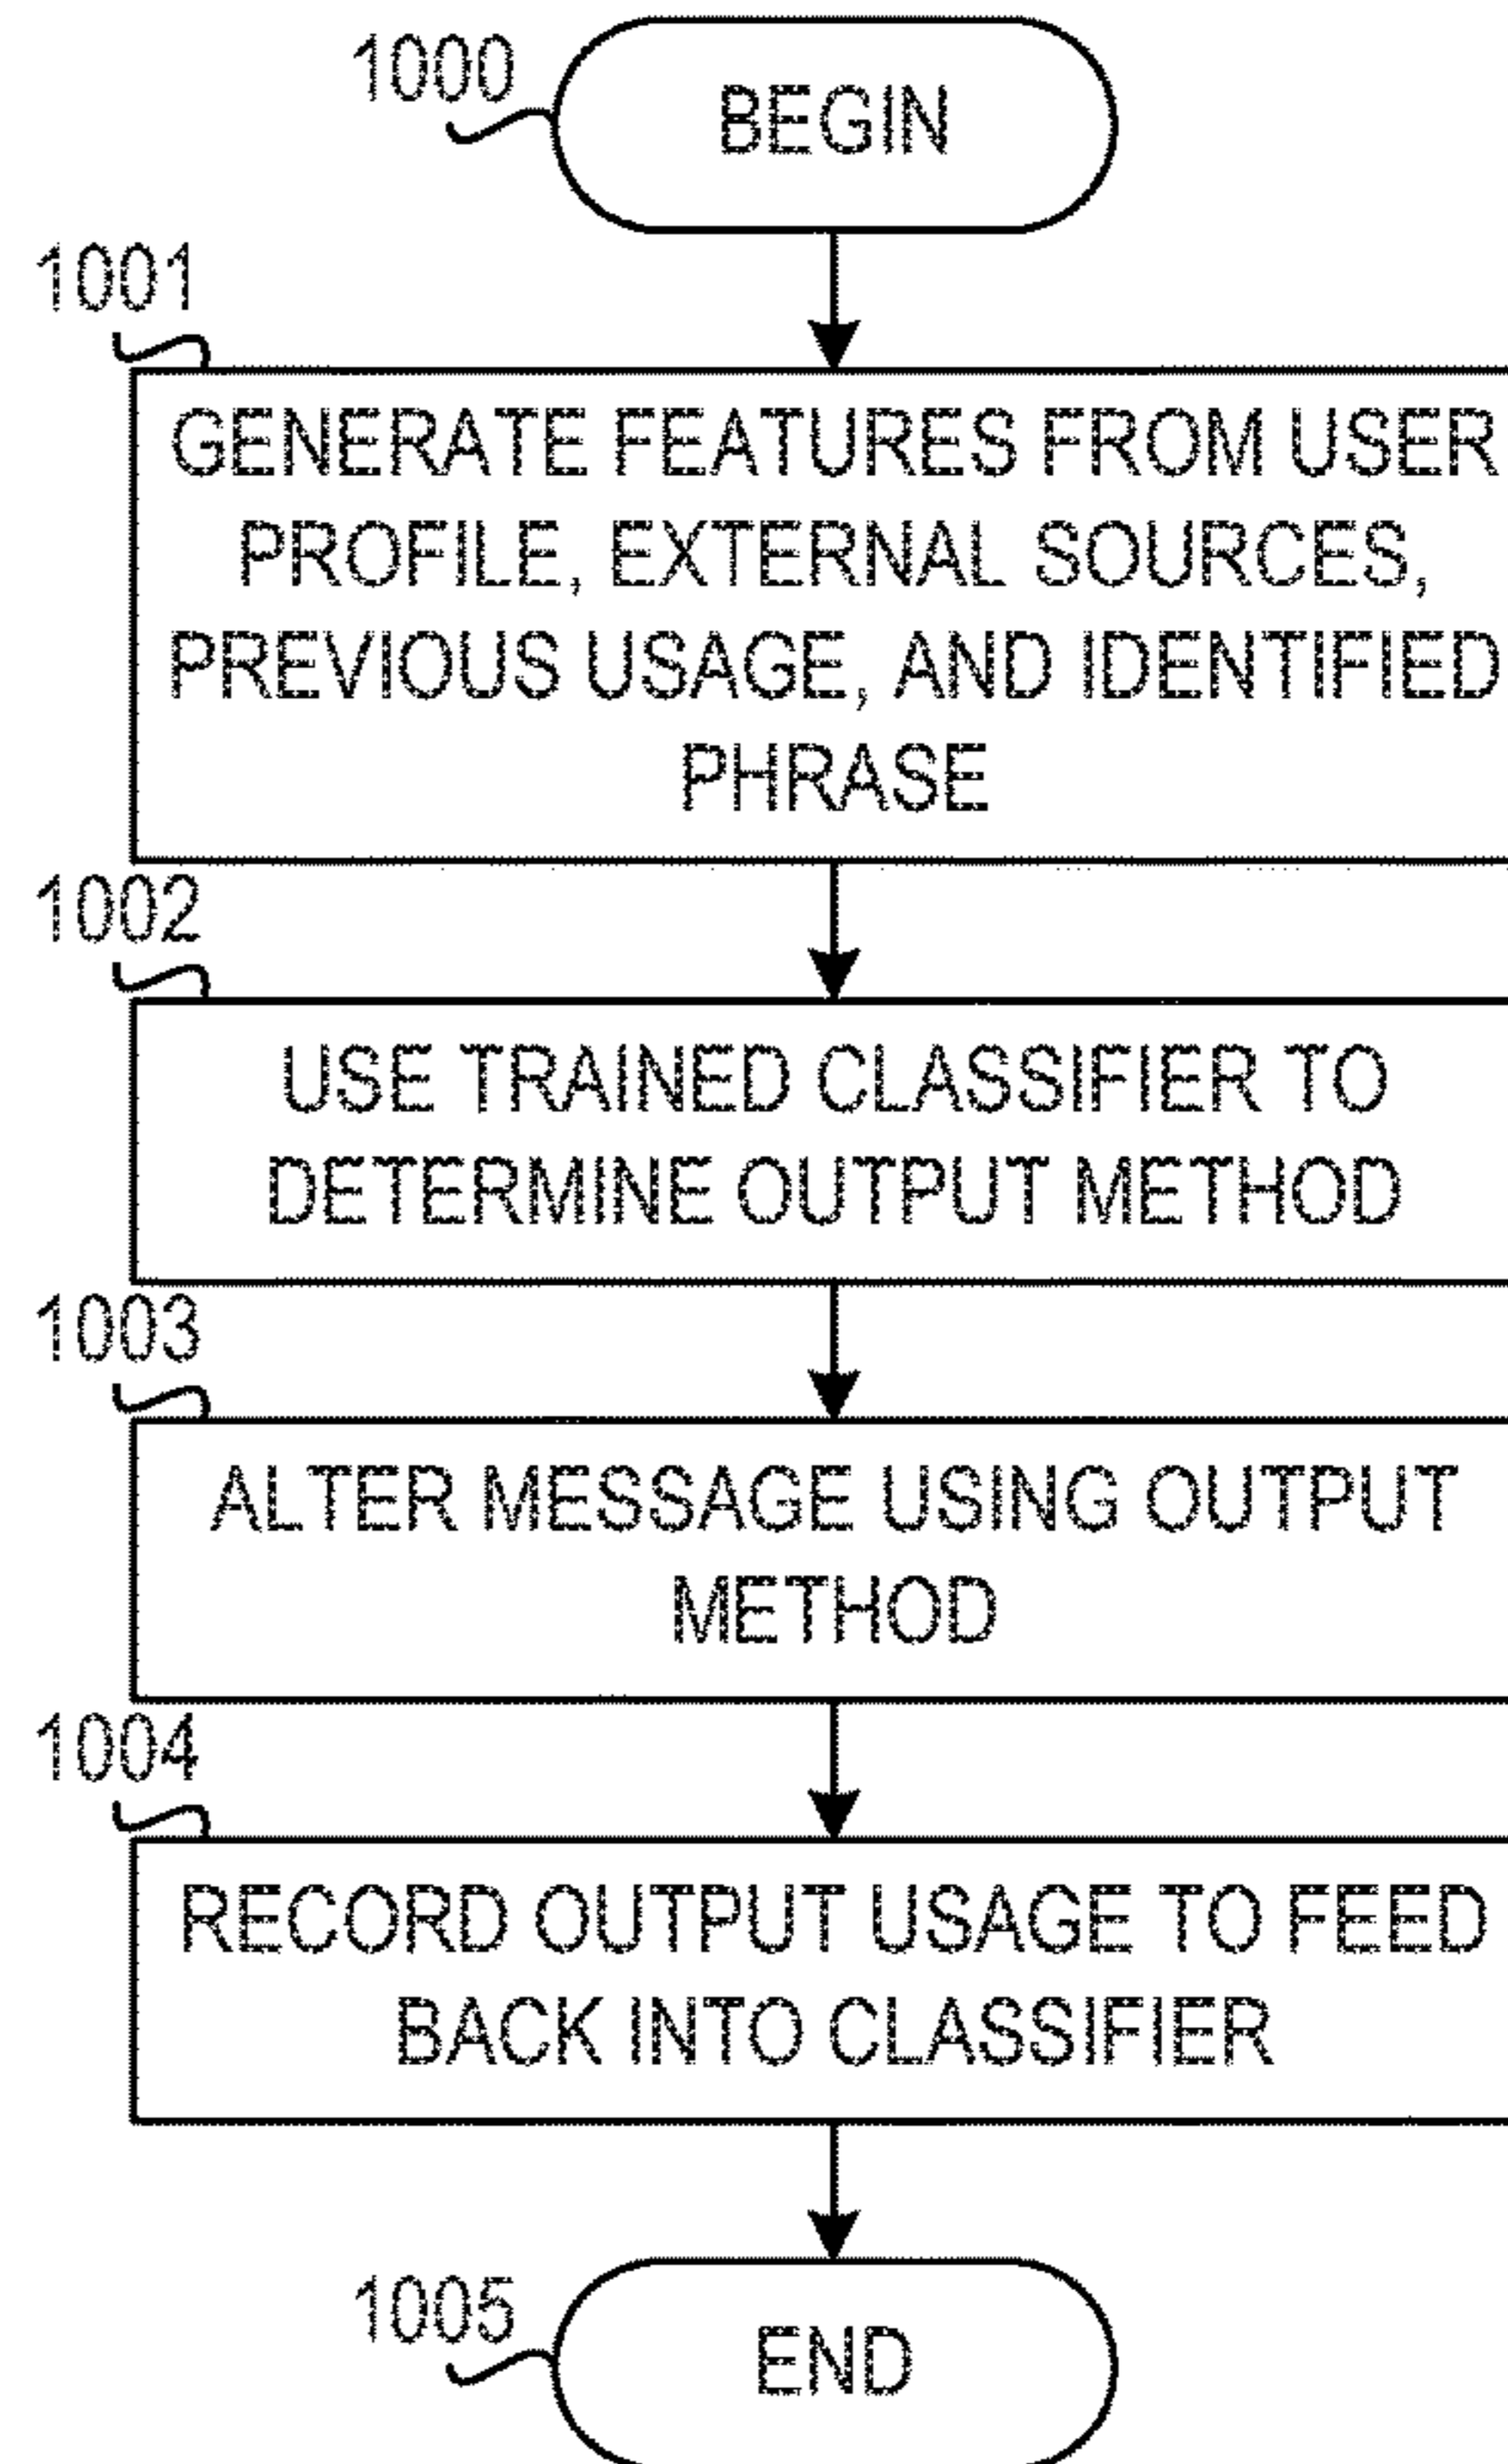 1000
BEGIN
1001
GENERATE FEATURES FROM USER
PROFILE, EXTERNAL SOURCES,
PREVIOUS USAGE, AND IDENTIFIED
PHRASE
1002
USE TRAINED CLASSIFIER TO
DETERMINE OUTPUT METHOD
1003
ALTER MESSAGE USING OUTPUT
METHOD
1004
RECORD OUTPUT USAGE TO FEED
BACK INTO CLASSIFIER
1005
END